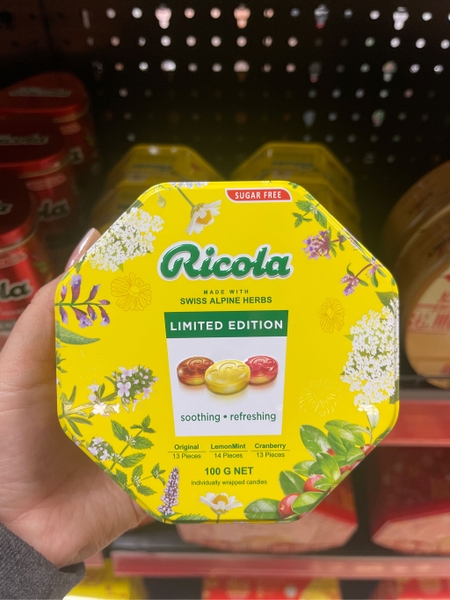 SUGAR FREE
Ricola
MADE WITH
SWISS ALPINE HERBS
LIMITED EDITION
soothing • refreshing
Original LemonMint Cranberry
13 Pieces 14 Pieces 13 Pieces
100 G NET
Individually wrapped candies